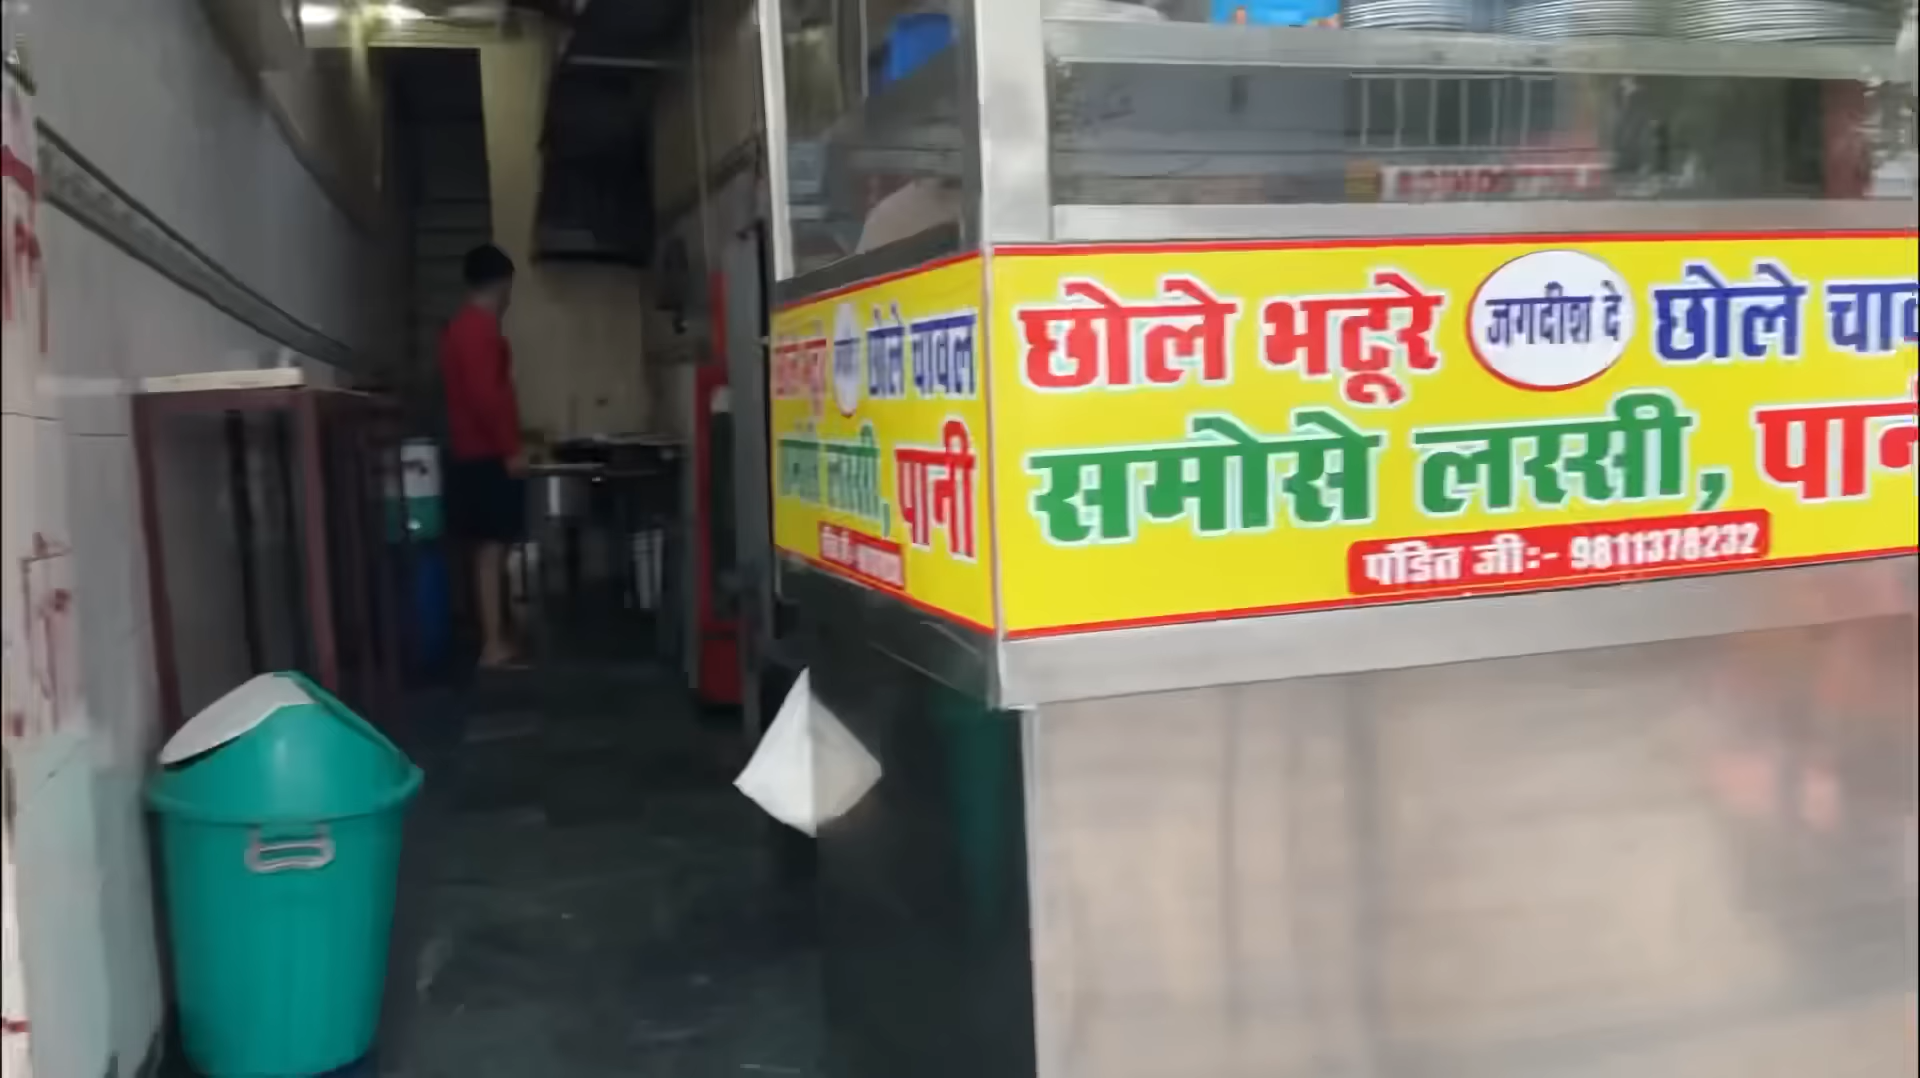 छोले भटूरे जगदीश दे छोले
समोसे लस्सी,
पंडित जी:- 9811378232
छोले चावल
लस्सी, पानी